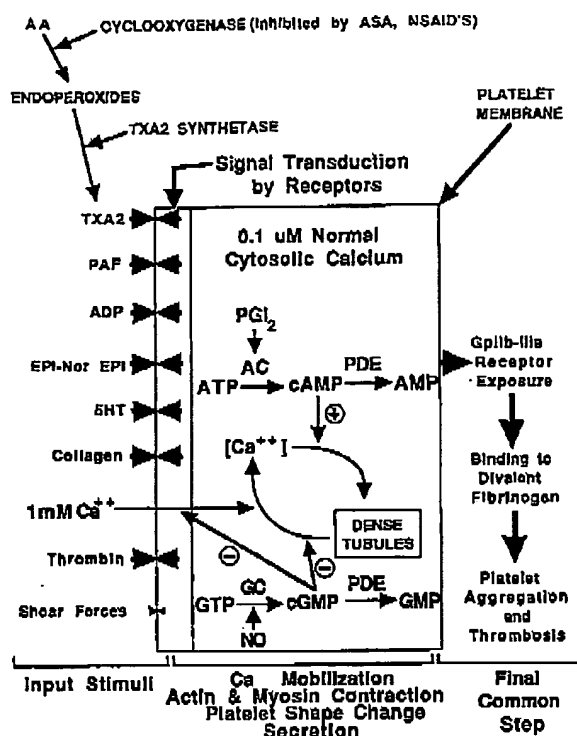 AA
CYCLOOXYGENASE (Inhibited by ASA, NSAID'S)
ENDOPEROXIDES
TXA2 SYNTHETASE
PLATELET
MEMBRANE
Signal Transduction
by Receptors
TXA2
PAF
ADP
EPI-Nor EPI
5HT
Collagen
1mM Ca++
Thrombin
Shear Forces
0.1 uM Normal
Cytosolic Calcium
PGI2
AC
PDE
ATP
cAMP
AMP
+
[Ca++]
DENSE
TUBULES
−
−
GC
PDE
GTP
cGMP
GMP
NO
GpIIb-IIIa
Receptor
Exposure
Binding to
Divalent
Fibrinogen
Platelet
Aggregation
and
Thrombosis
Input Stimuli
Ca Mobilization
Actin & Myosin Contraction
Platelet Shape Change
Secretion
Final
Common
Step